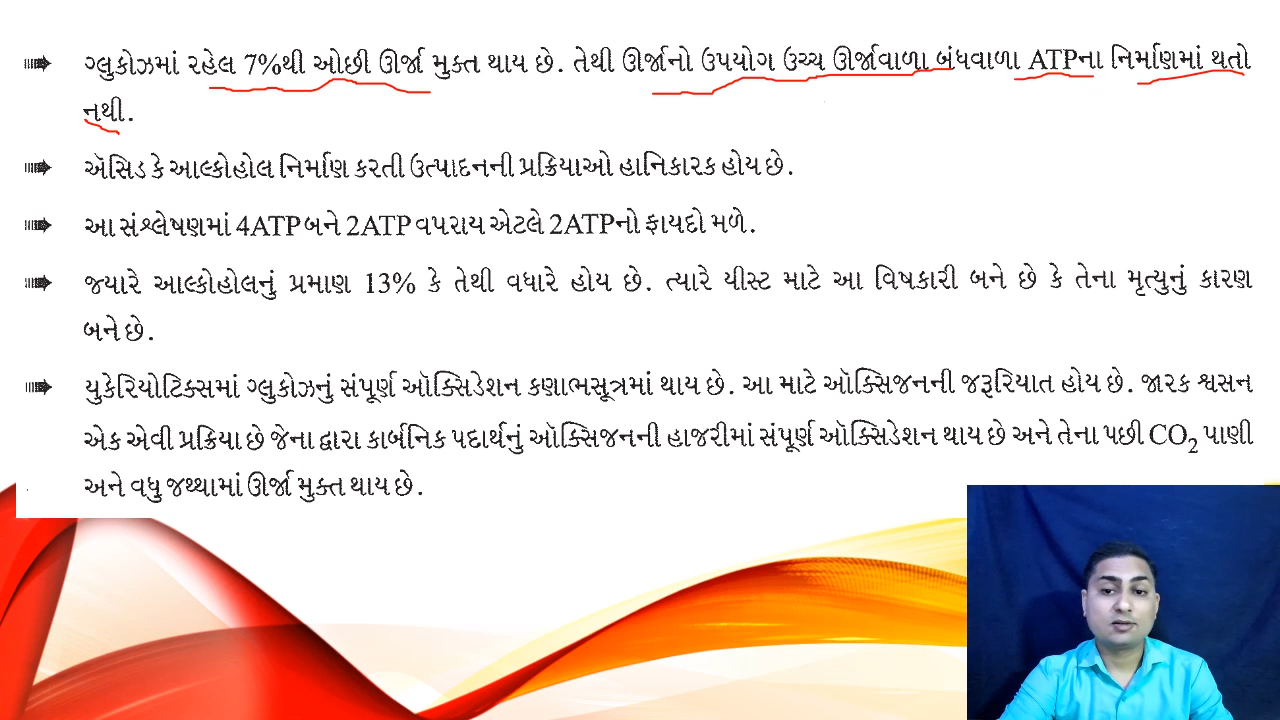 ગ્લુકોઝમાં રહેલ 7%થી ઓછી ઊર્જા મુક્ત થાય છે. તેથી ઊર્જાનો ઉપયોગ ઉચ્ચ ઊર્જાવાળા બંધવાળા ATPના નિર્માણમાં થતો
નથી.
ઍસિડ કે આલ્કોહોલ નિર્માણ કરતી ઉત્પાદનની પ્રક્રિયાઓ હાનિકારક હોય છે.
આ સંશ્લેષણમાં 4ATP બને 2ATP વપરાય એટલે 2ATPનો ફાયદો મળે.
જ્યારે આલ્કોહોલનું પ્રમાણ 13% કે તેથી વધારે હોય છે. ત્યારે યીસ્ટ માટે આ વિષકારી બને છે કે તેના મૃત્યુનું કારણ
બને છે.
યુકેરિયોટિક્સમાં ગ્લુકોઝનું સંપૂર્ણ ઑક્સિડેશન કણાભસૂત્રમાં થાય છે. આ માટે ઑક્સિજનની જરૂરિયાત હોય છે. જારક શ્વસન
એક એવી પ્રક્રિયા છે જેના દ્વારા કાર્બનિક પદાર્થનું ઑક્સિજનની હાજરીમાં સંપૂર્ણ ઑક્સિડેશન થાય છે અને તેના પછી CO₂ પાણી
અને વધુ જથ્થામાં ઊર્જા મુક્ત થાય છે.